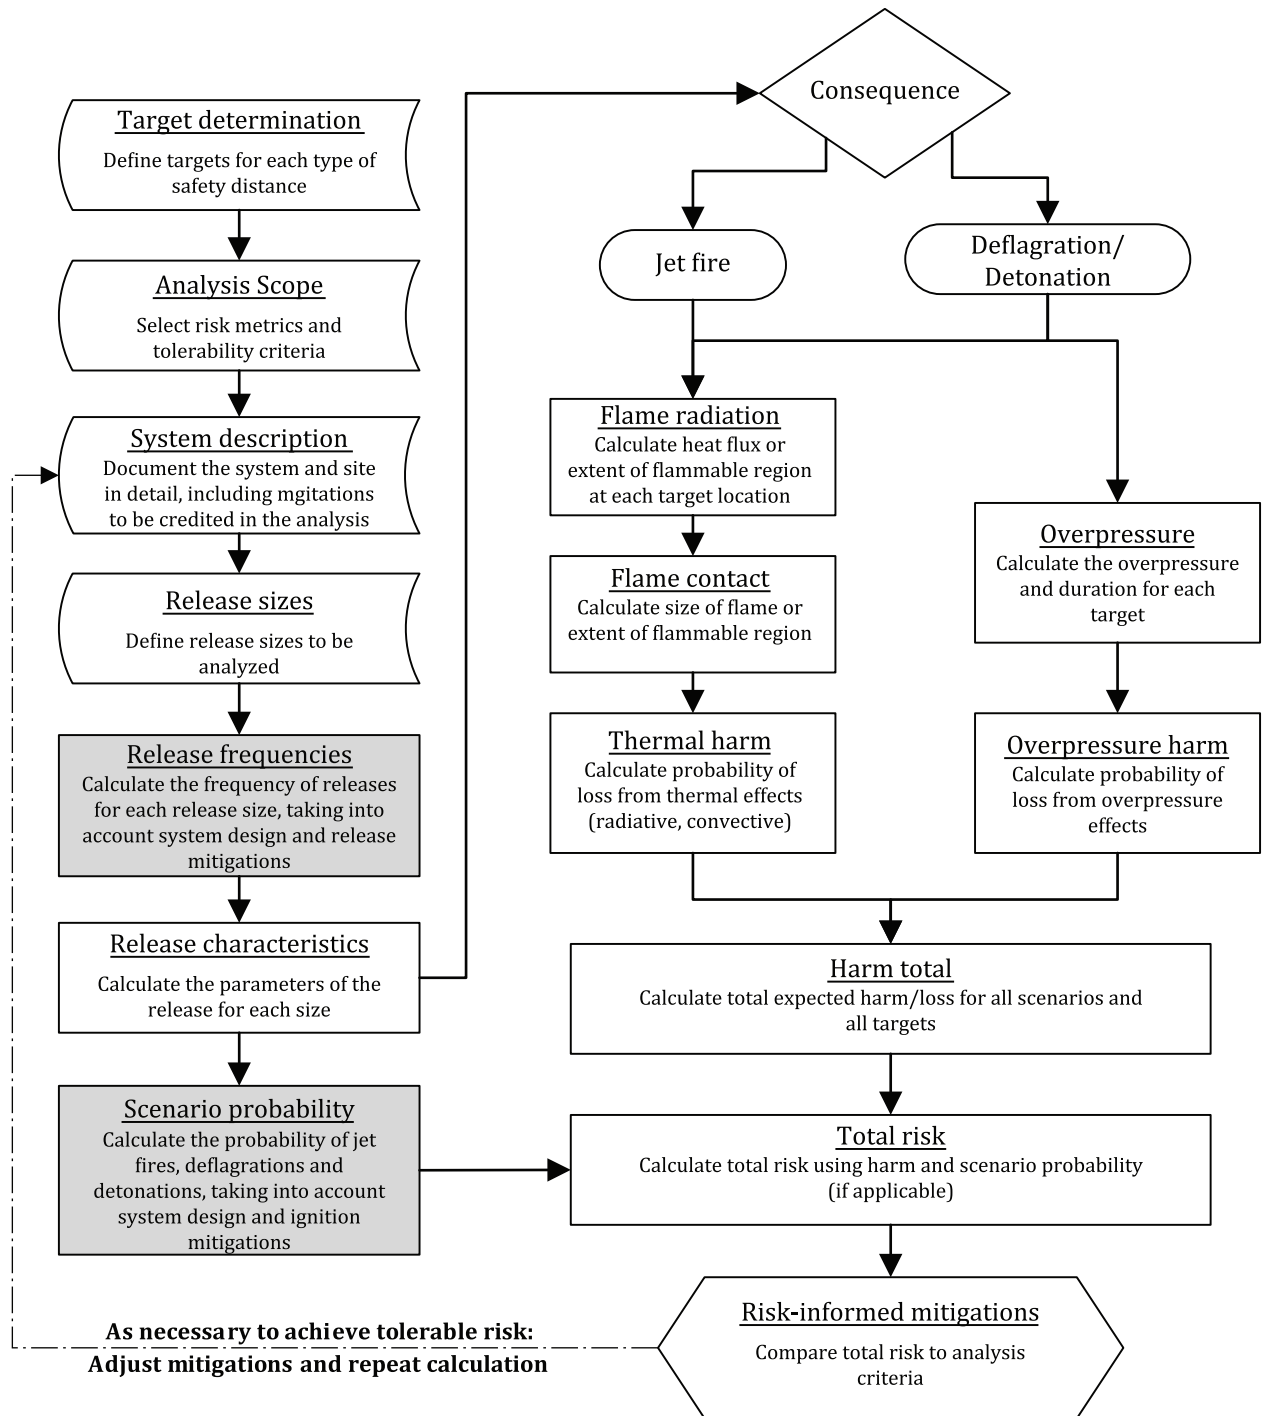 Target determination
Define targets for each type of
safety distance
Analysis Scope
Select risk metrics and
tolerability criteria
System description
Document the system and site
in detail, including mgitations
to be credited in the analysis
Release sizes
Define release sizes to be
analyzed
Release frequencies
Calculate the frequency of releases
for each release size, taking into
account system design and release
mitigations
Release characteristics
Calculate the parameters of the
release for each size
Scenario probability
Calculate the probability of jet
fires, deflagrations and
detonations, taking into account
system design and ignition
mitigations
Consequence
Jet fire
Deflagration/
Detonation
Flame radiation
Calculate heat flux or
extent of flammable region
at each target location
Flame contact
Calculate size of flame or
extent of flammable region
Thermal harm
Calculate probability of
loss from thermal effects
(radiative, convective)
Overpressure
Calculate the overpressure
and duration for each
target
Overpressure harm
Calculate probability of
loss from overpressure
effects
Harm total
Calculate total expected harm/loss for all scenarios and
all targets
Total risk
Calculate total risk using harm and scenario probability
(if applicable)
Risk-informed mitigations
Compare total risk to analysis
criteria
As necessary to achieve tolerable risk:
Adjust mitigations and repeat calculation